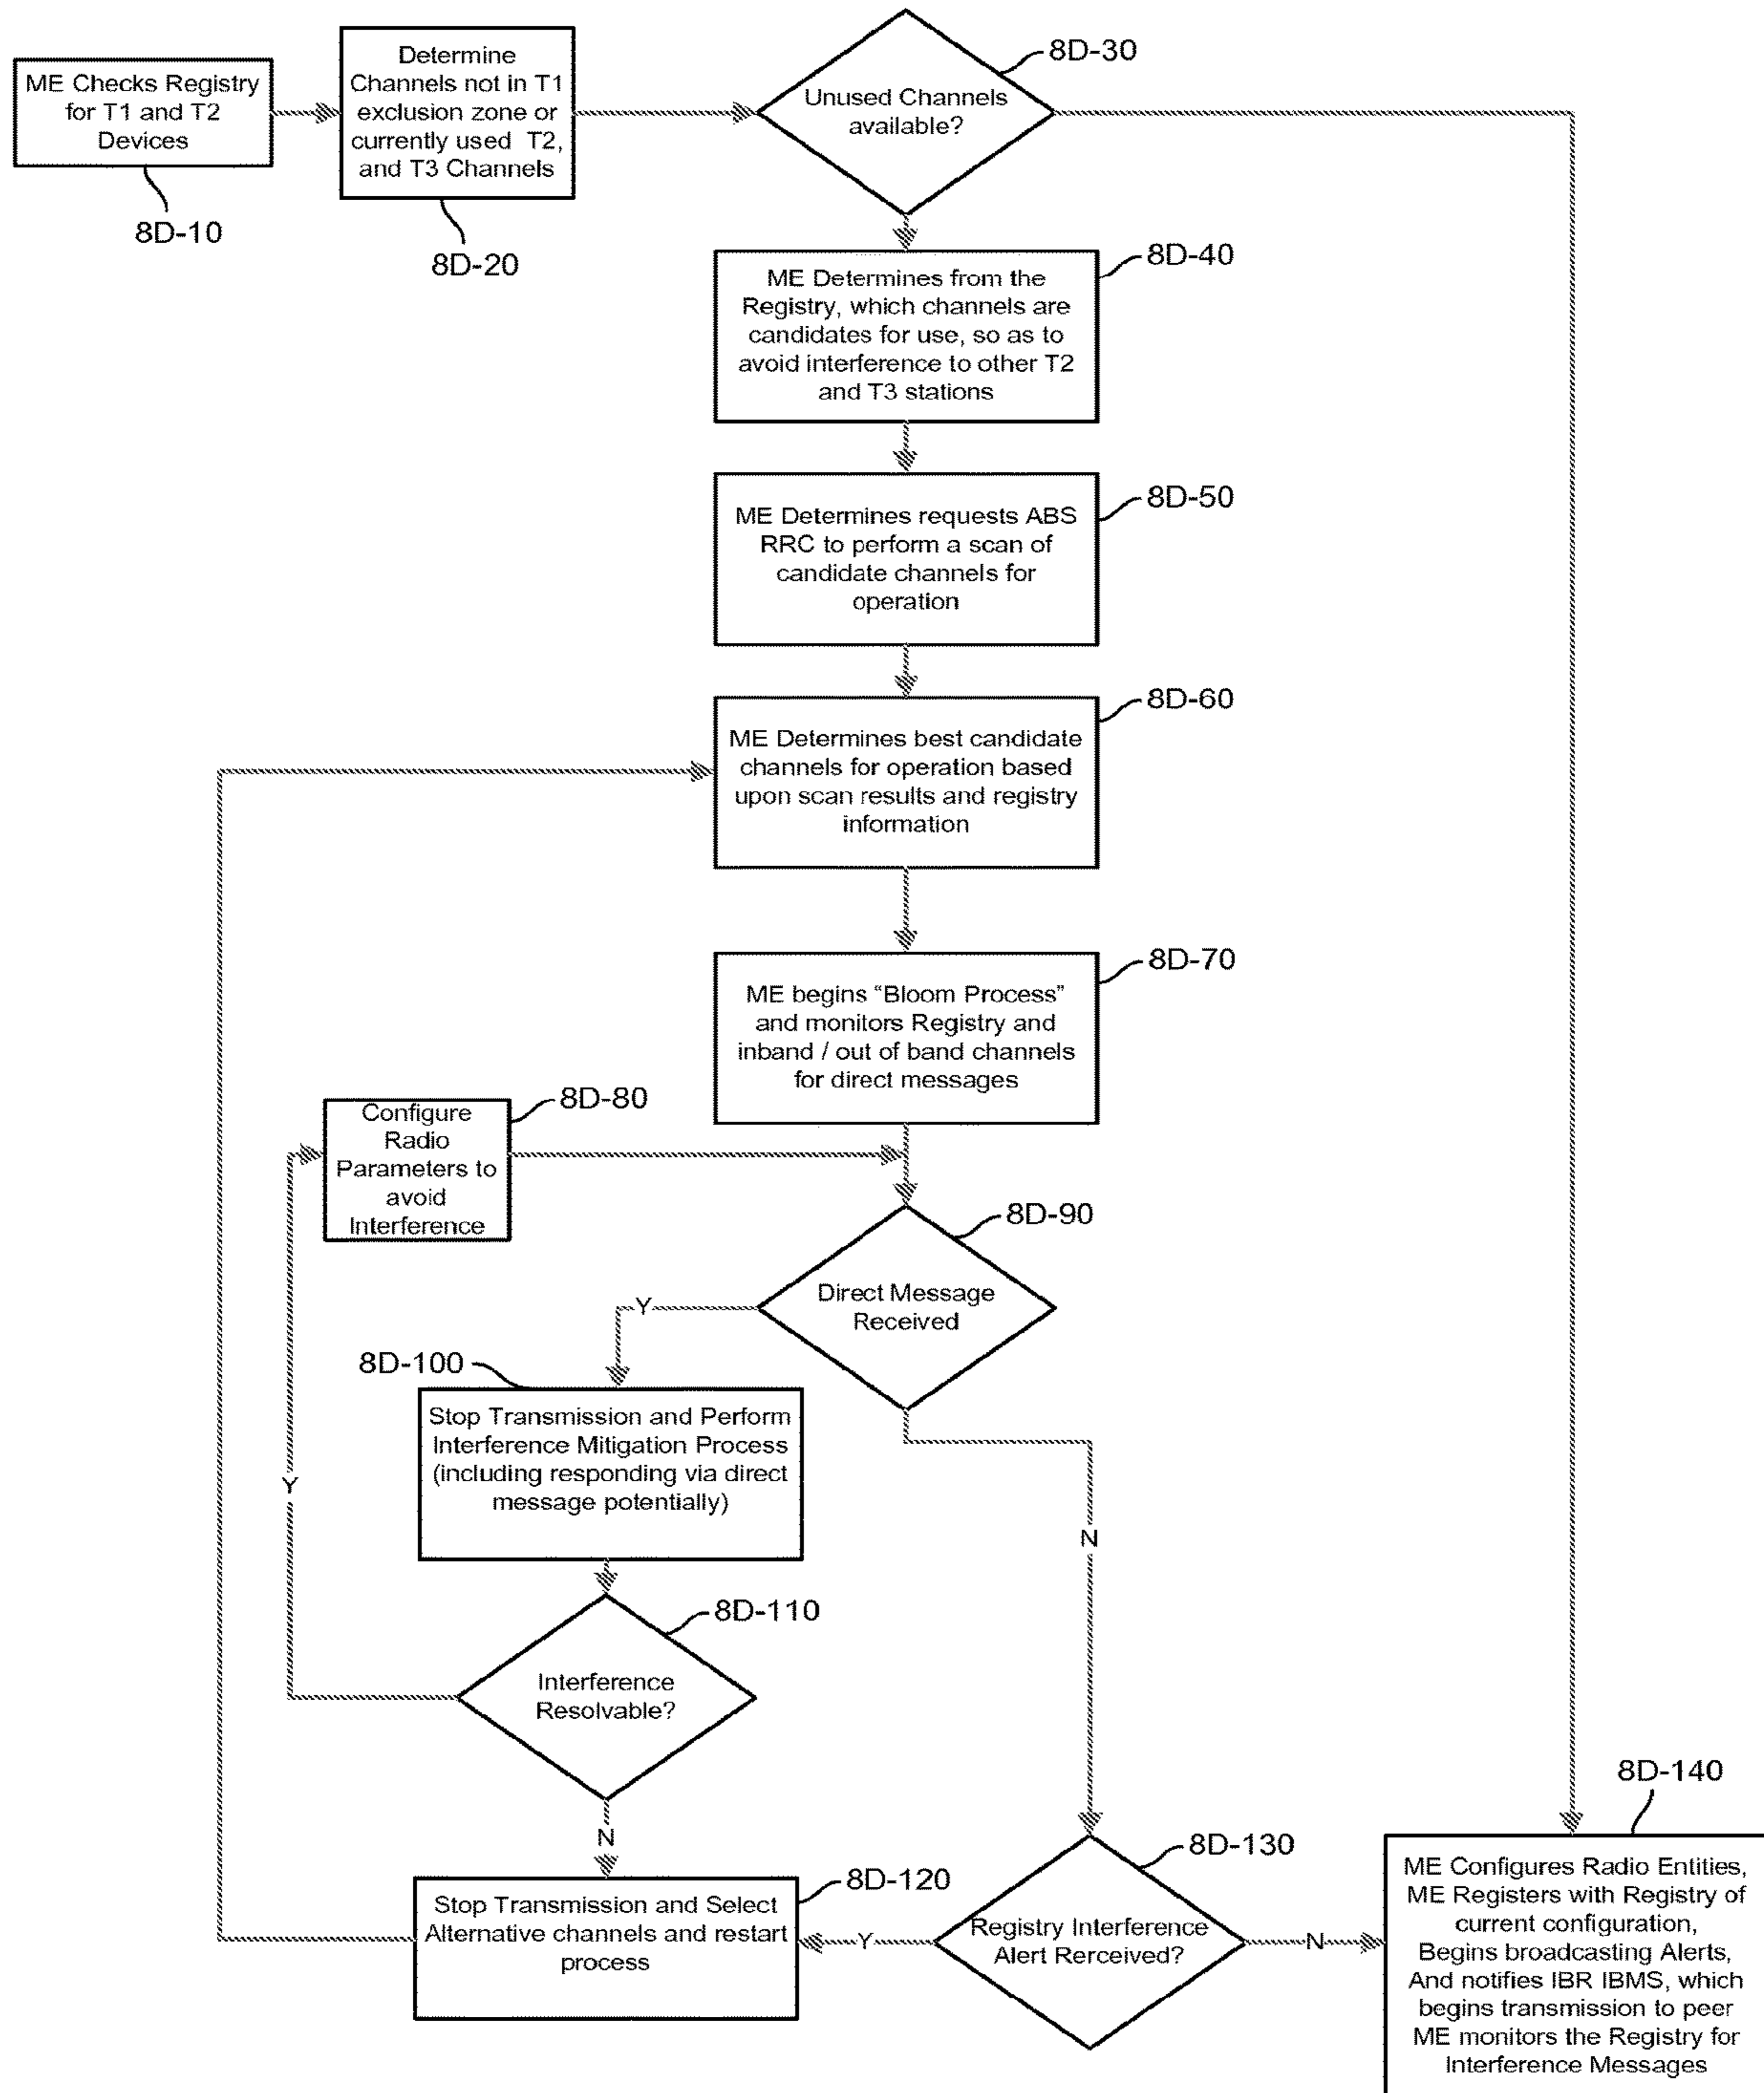 ME Checks Registry
for T1 and T2
Devices
8D-10
Determine
Channels not in T1
exclusion zone or
currently used T2,
and T3 Channels
8D-20
Unused Channels
available?
8D-30
ME Determines from the
Registry, which channels are
candidates for use, so as to
avoid interference to other T2
and T3 stations
8D-40
ME Determines requests ABS
RRC to perform a scan of
candidate channels for
operation
8D-50
ME Determines best candidate
channels for operation based
upon scan results and registry
information
8D-60
ME begins “Bloom Process”
and monitors Registry and
inband / out of band channels
for direct messages
8D-70
Configure
Radio
Parameters to
avoid
Interference
8D-80
Direct Message
Received
8D-90
Y
N
8D-100
Stop Transmission and Perform
Interference Mitigation Process
(including responding via direct
message potentially)
Interference
Resolvable?
8D-110
Y
N
Stop Transmission and Select
Alternative channels and restart
process
8D-120
Registry Interference
Alert Rerceived?
8D-130
Y
N
8D-140
ME Configures Radio Entities,
ME Registers with Registry of
current configuration,
Begins broadcasting Alerts,
And notifies IBR IBMS, which
begins transmission to peer
ME monitors the Registry for
Interference Messages